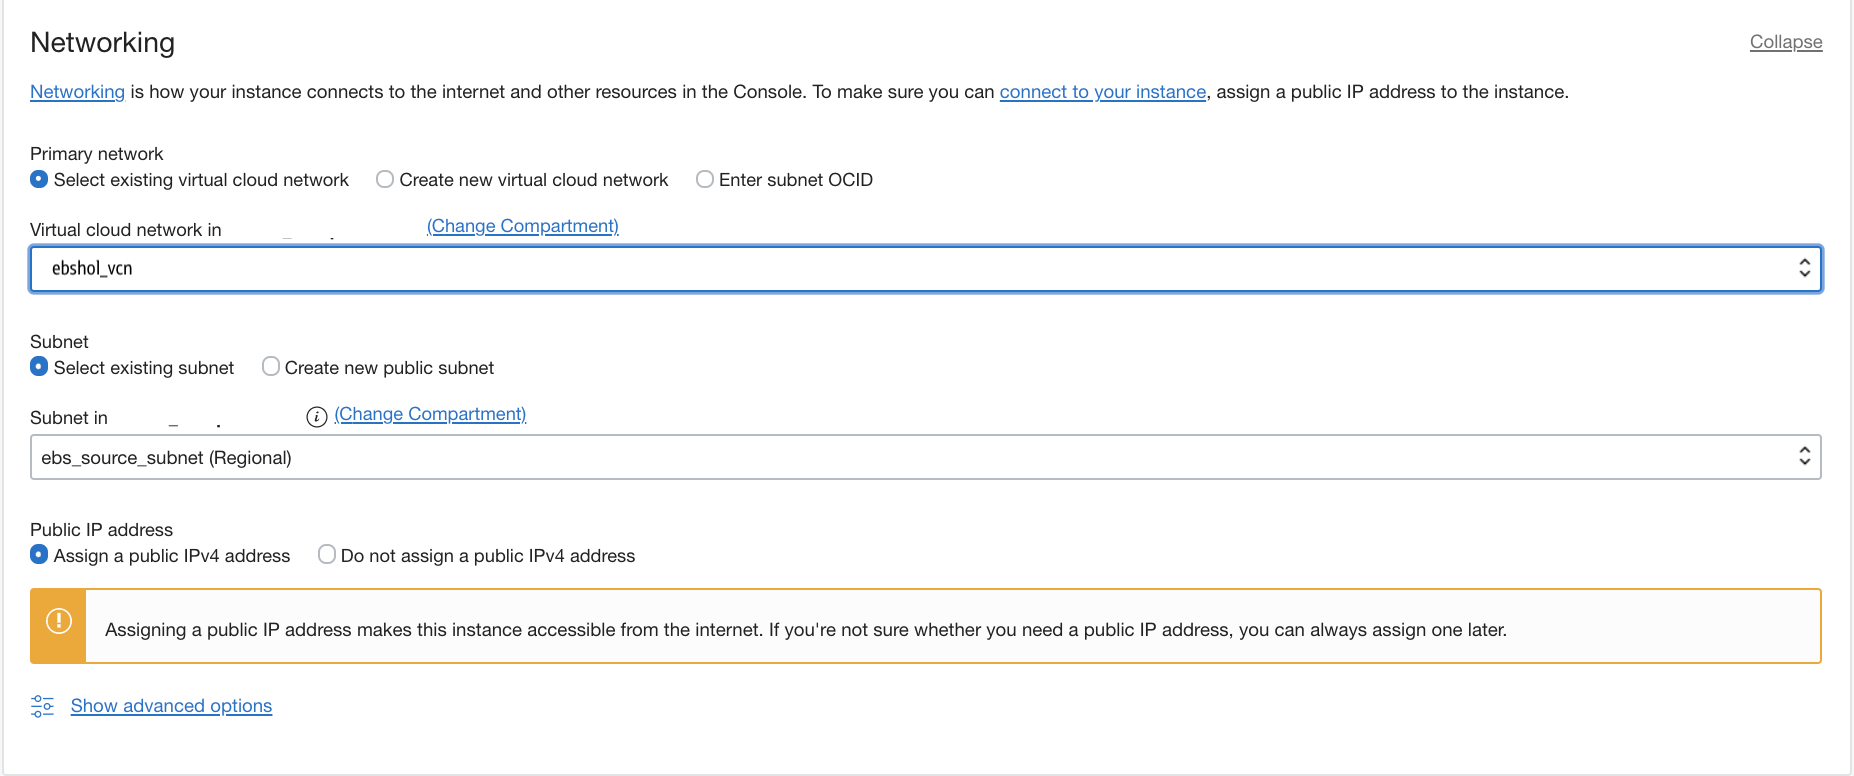 Networking
Collapse
Networking is how your instance connects to the internet and other resources in the Console. To make sure you can connect to your instance, assign a public IP address to the instance.
Primary network
Select existing virtual cloud network Create new virtual cloud network Enter subnet OCID
Virtual cloud network in (Change Compartment)
ebshol_vcn
Subnet
Select existing subnet Create new public subnet
Subnet in (Change Compartment)
ebs_source_subnet (Regional)
Public IP address
Assign a public IPv4 address Do not assign a public IPv4 address
Assigning a public IP address makes this instance accessible from the internet. If you're not sure whether you need a public IP address, you can always assign one later.
Show advanced options